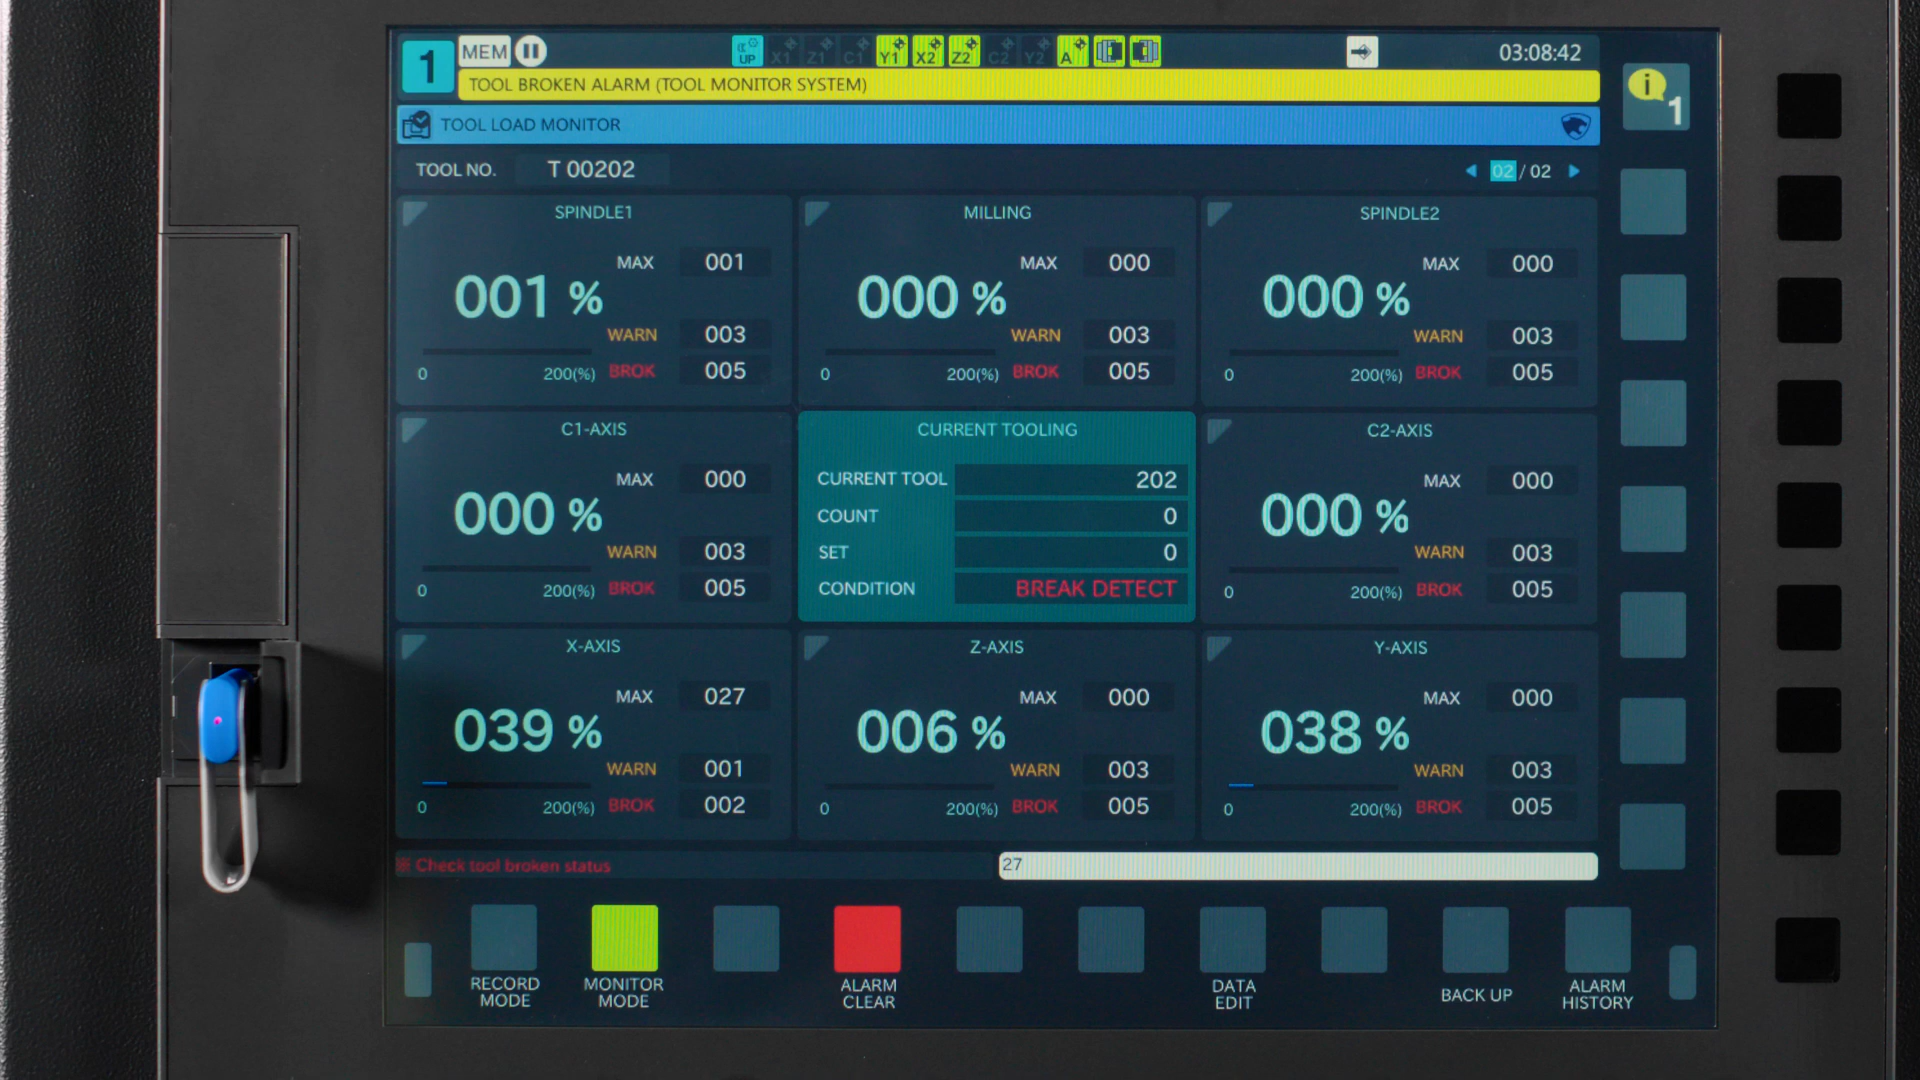 1 MEM 03:08:42
UP X1 Z1 C1 Y1 X2 Z2 C2 Y2 A
TOOL BROKEN ALARM (TOOL MONITOR SYSTEM)
i 1
TOOL LOAD MONITOR
TOOL NO. T 00202 02 / 02
SPINDLE1
001 %
MAX 001
WARN 003
BROK 005
0 200(%)
MILLING
000 %
MAX 000
WARN 003
BROK 005
0 200(%)
SPINDLE2
000 %
MAX 000
WARN 003
BROK 005
0 200(%)
C1-AXIS
000 %
MAX 000
WARN 003
BROK 005
0 200(%)
CURRENT TOOLING
CURRENT TOOL 202
COUNT 0
SET 0
CONDITION BREAK DETECT
C2-AXIS
000 %
MAX 000
WARN 003
BROK 005
0 200(%)
X-AXIS
039 %
MAX 027
WARN 001
BROK 002
0 200(%)
Z-AXIS
006 %
MAX 000
WARN 003
BROK 005
0 200(%)
Y-AXIS
038 %
MAX 000
WARN 003
BROK 005
0 200(%)
※ Check tool broken status
27
RECORD
MODE
MONITOR
MODE
ALARM
CLEAR
DATA
EDIT
BACK UP
ALARM
HISTORY